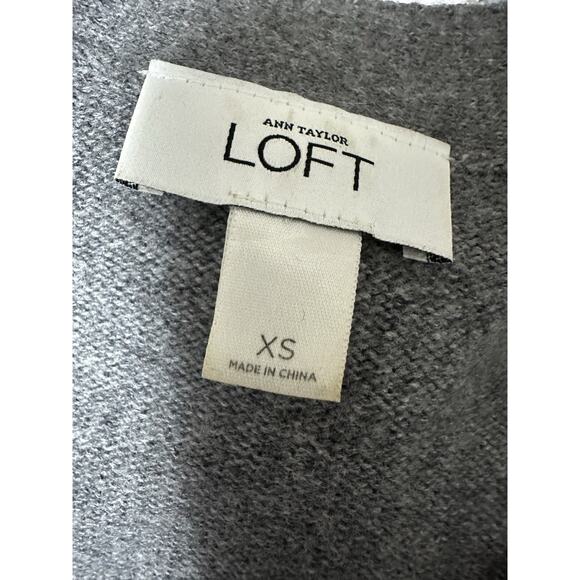 ANN TAYLOR
LOFT
XS
MADE IN CHINA